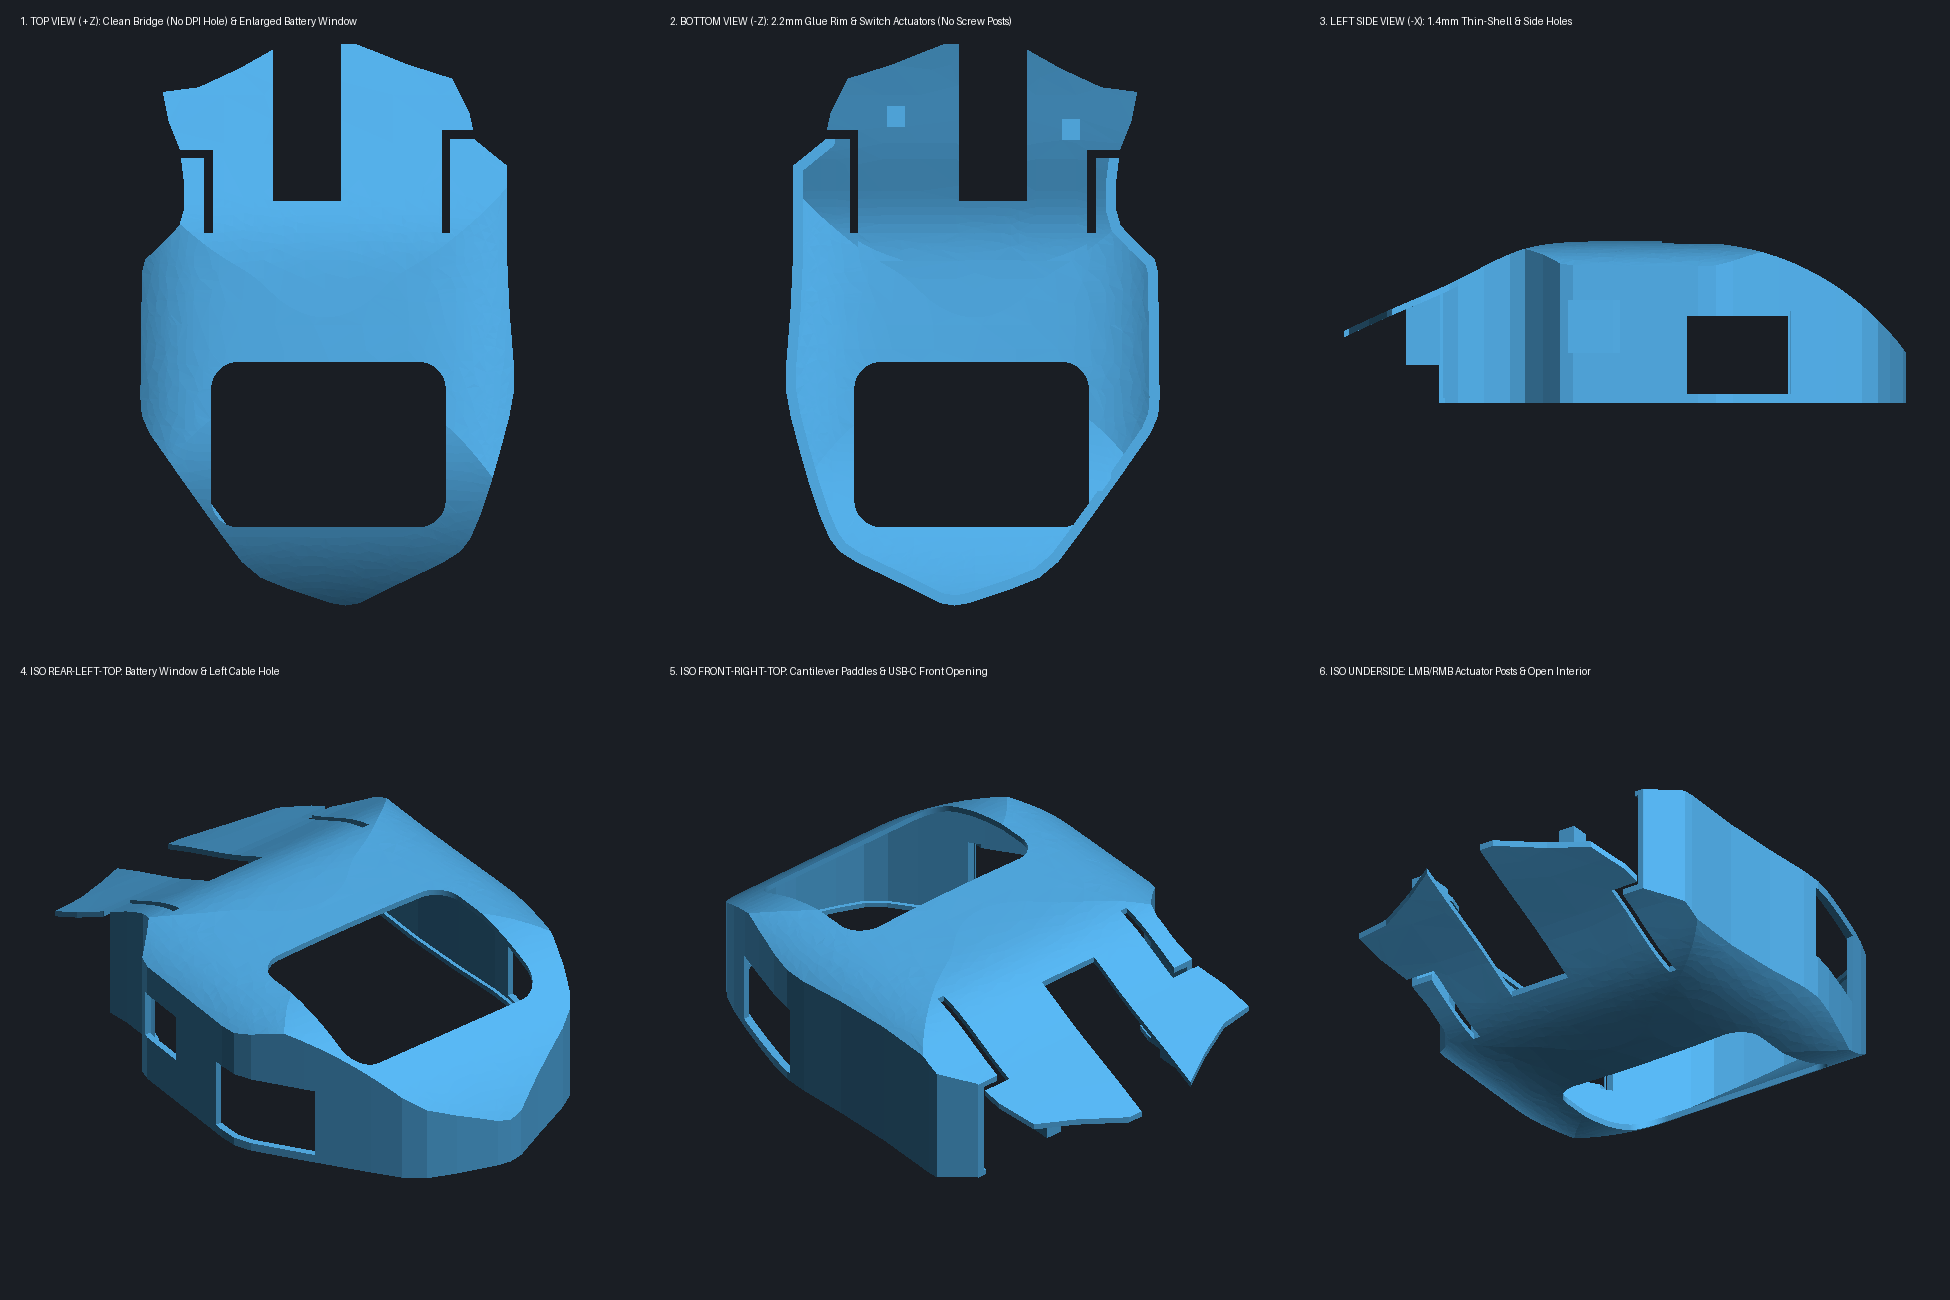 1. TOP VIEW (+Z): Clean Bridge (No DPI Hole) & Enlarged Battery Window
2. BOTTOM VIEW (-Z): 2.2mm Glue Rim & Switch Actuators (No Screw Posts)
3. LEFT SIDE VIEW (-X): 1.4mm Thin-Shell & Side Holes
4. ISO REAR-LEFT-TOP: Battery Window & Left Cable Hole
5. ISO FRONT-RIGHT-TOP: Cantilever Paddles & USB-C Front Opening
6. ISO UNDERSIDE: LMB/RMB Actuator Posts & Open Interior